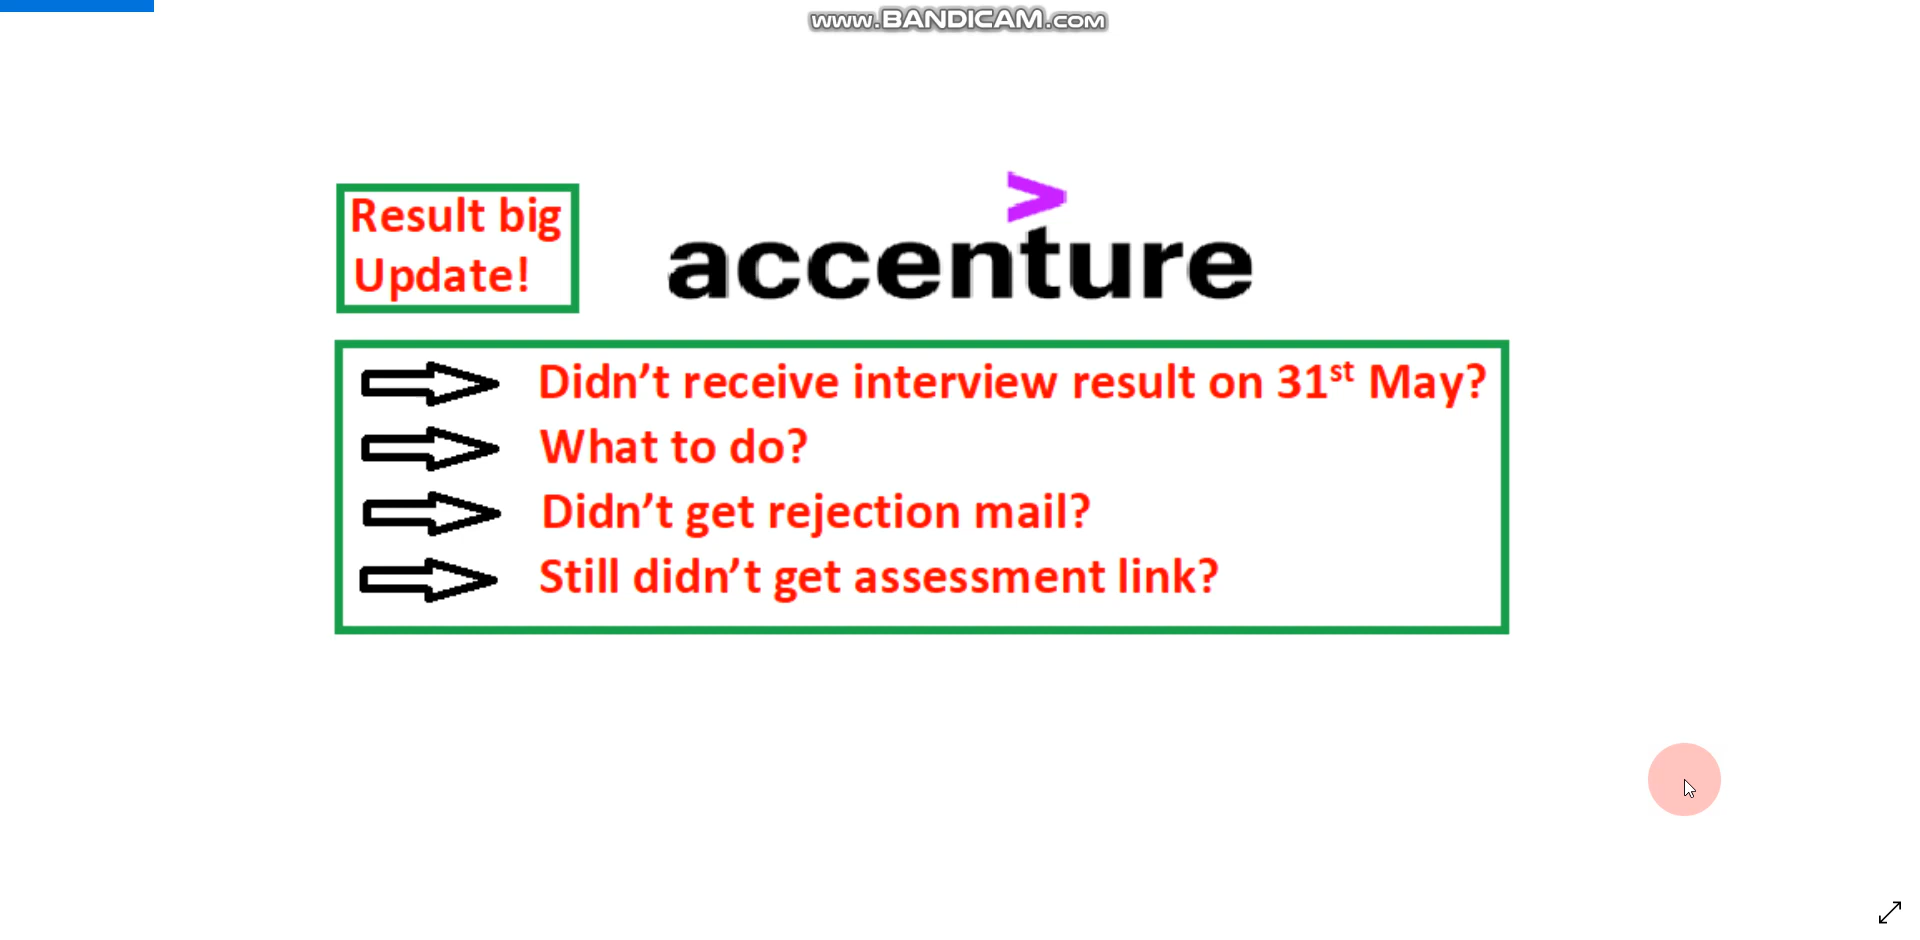 www.BANDICAM.com
Result big
Update!
>
accenture
Didn’t receive interview result on 31st May?
What to do?
Didn’t get rejection mail?
Still didn’t get assessment link?